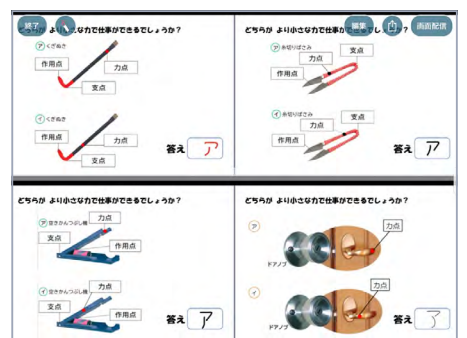 終了
編集
画面配信
どちらが より小さな力で仕事ができるでしょうか?
ア くぎぬき
力点
作用点
支点
イ くぎぬき
作用点
力点
支点
答え ア
どちらが より小さな力で仕事ができるでしょうか?
ア 糸切りばさみ
支点
力点
作用点
イ 糸切りばさみ
力点
支点
作用点
答え ア
どちらが より小さな力で仕事ができるでしょうか?
ア 空きかんつぶし機
力点
支点
作用点
イ 空きかんつぶし機
力点
支点
作用点
答え ア
どちらが より小さな力で仕事ができるでしょうか?
ア
力点
ドアノブ
イ
力点
ドアノブ
答え ア